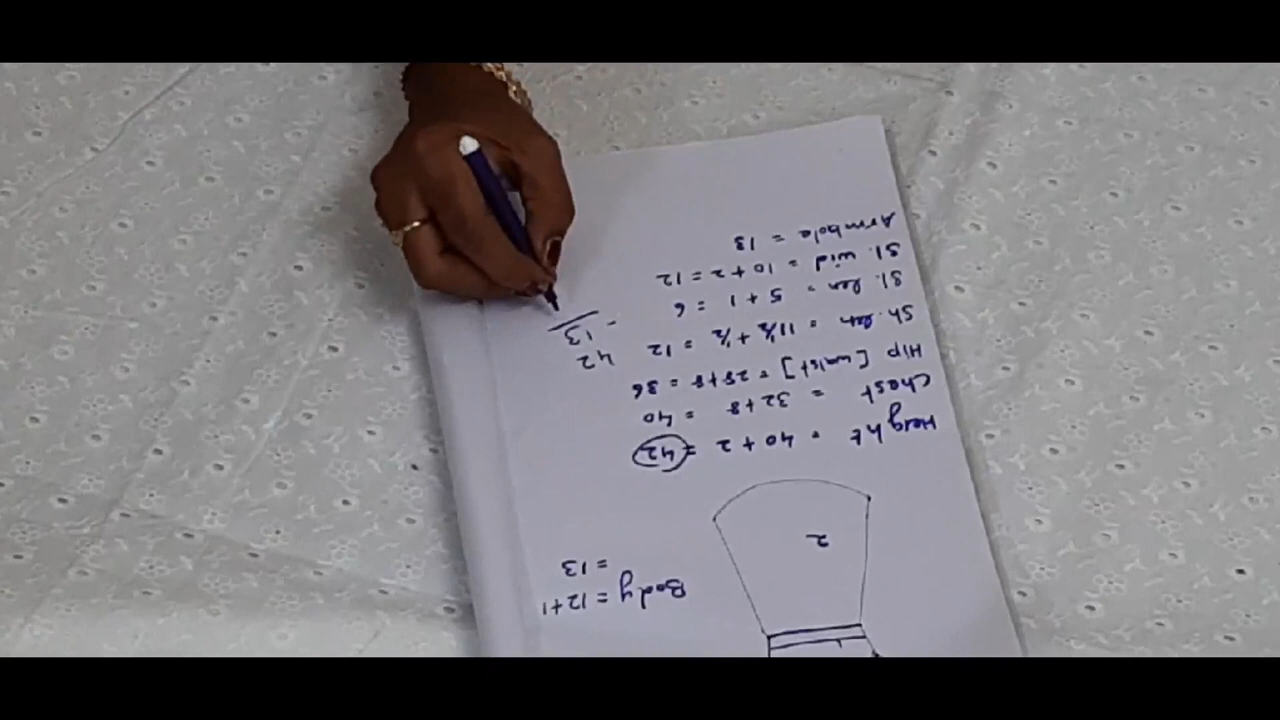 Body = 12+1
= 13
2
Height = 40 + 2 = 42
Chest = 32+8 = 40
Hip [waist] = 28+8 = 36
Sh. len = 11½ + ½ = 12
Sl. len = 5 + 1 = 6
Sl. wid = 10 + 2 = 12
Armhole = 13
42
- 13